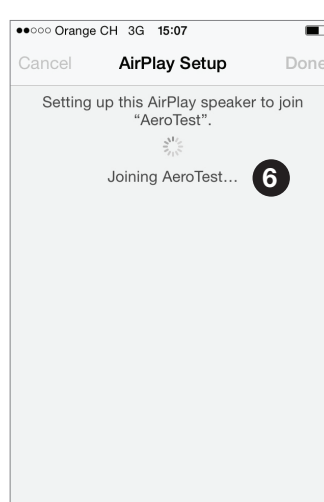 ●●○○○ Orange CH 3G 15:07
Cancel AirPlay Setup Done
Setting up this AirPlay speaker to join
“AeroTest”.
Joining AeroTest... 6